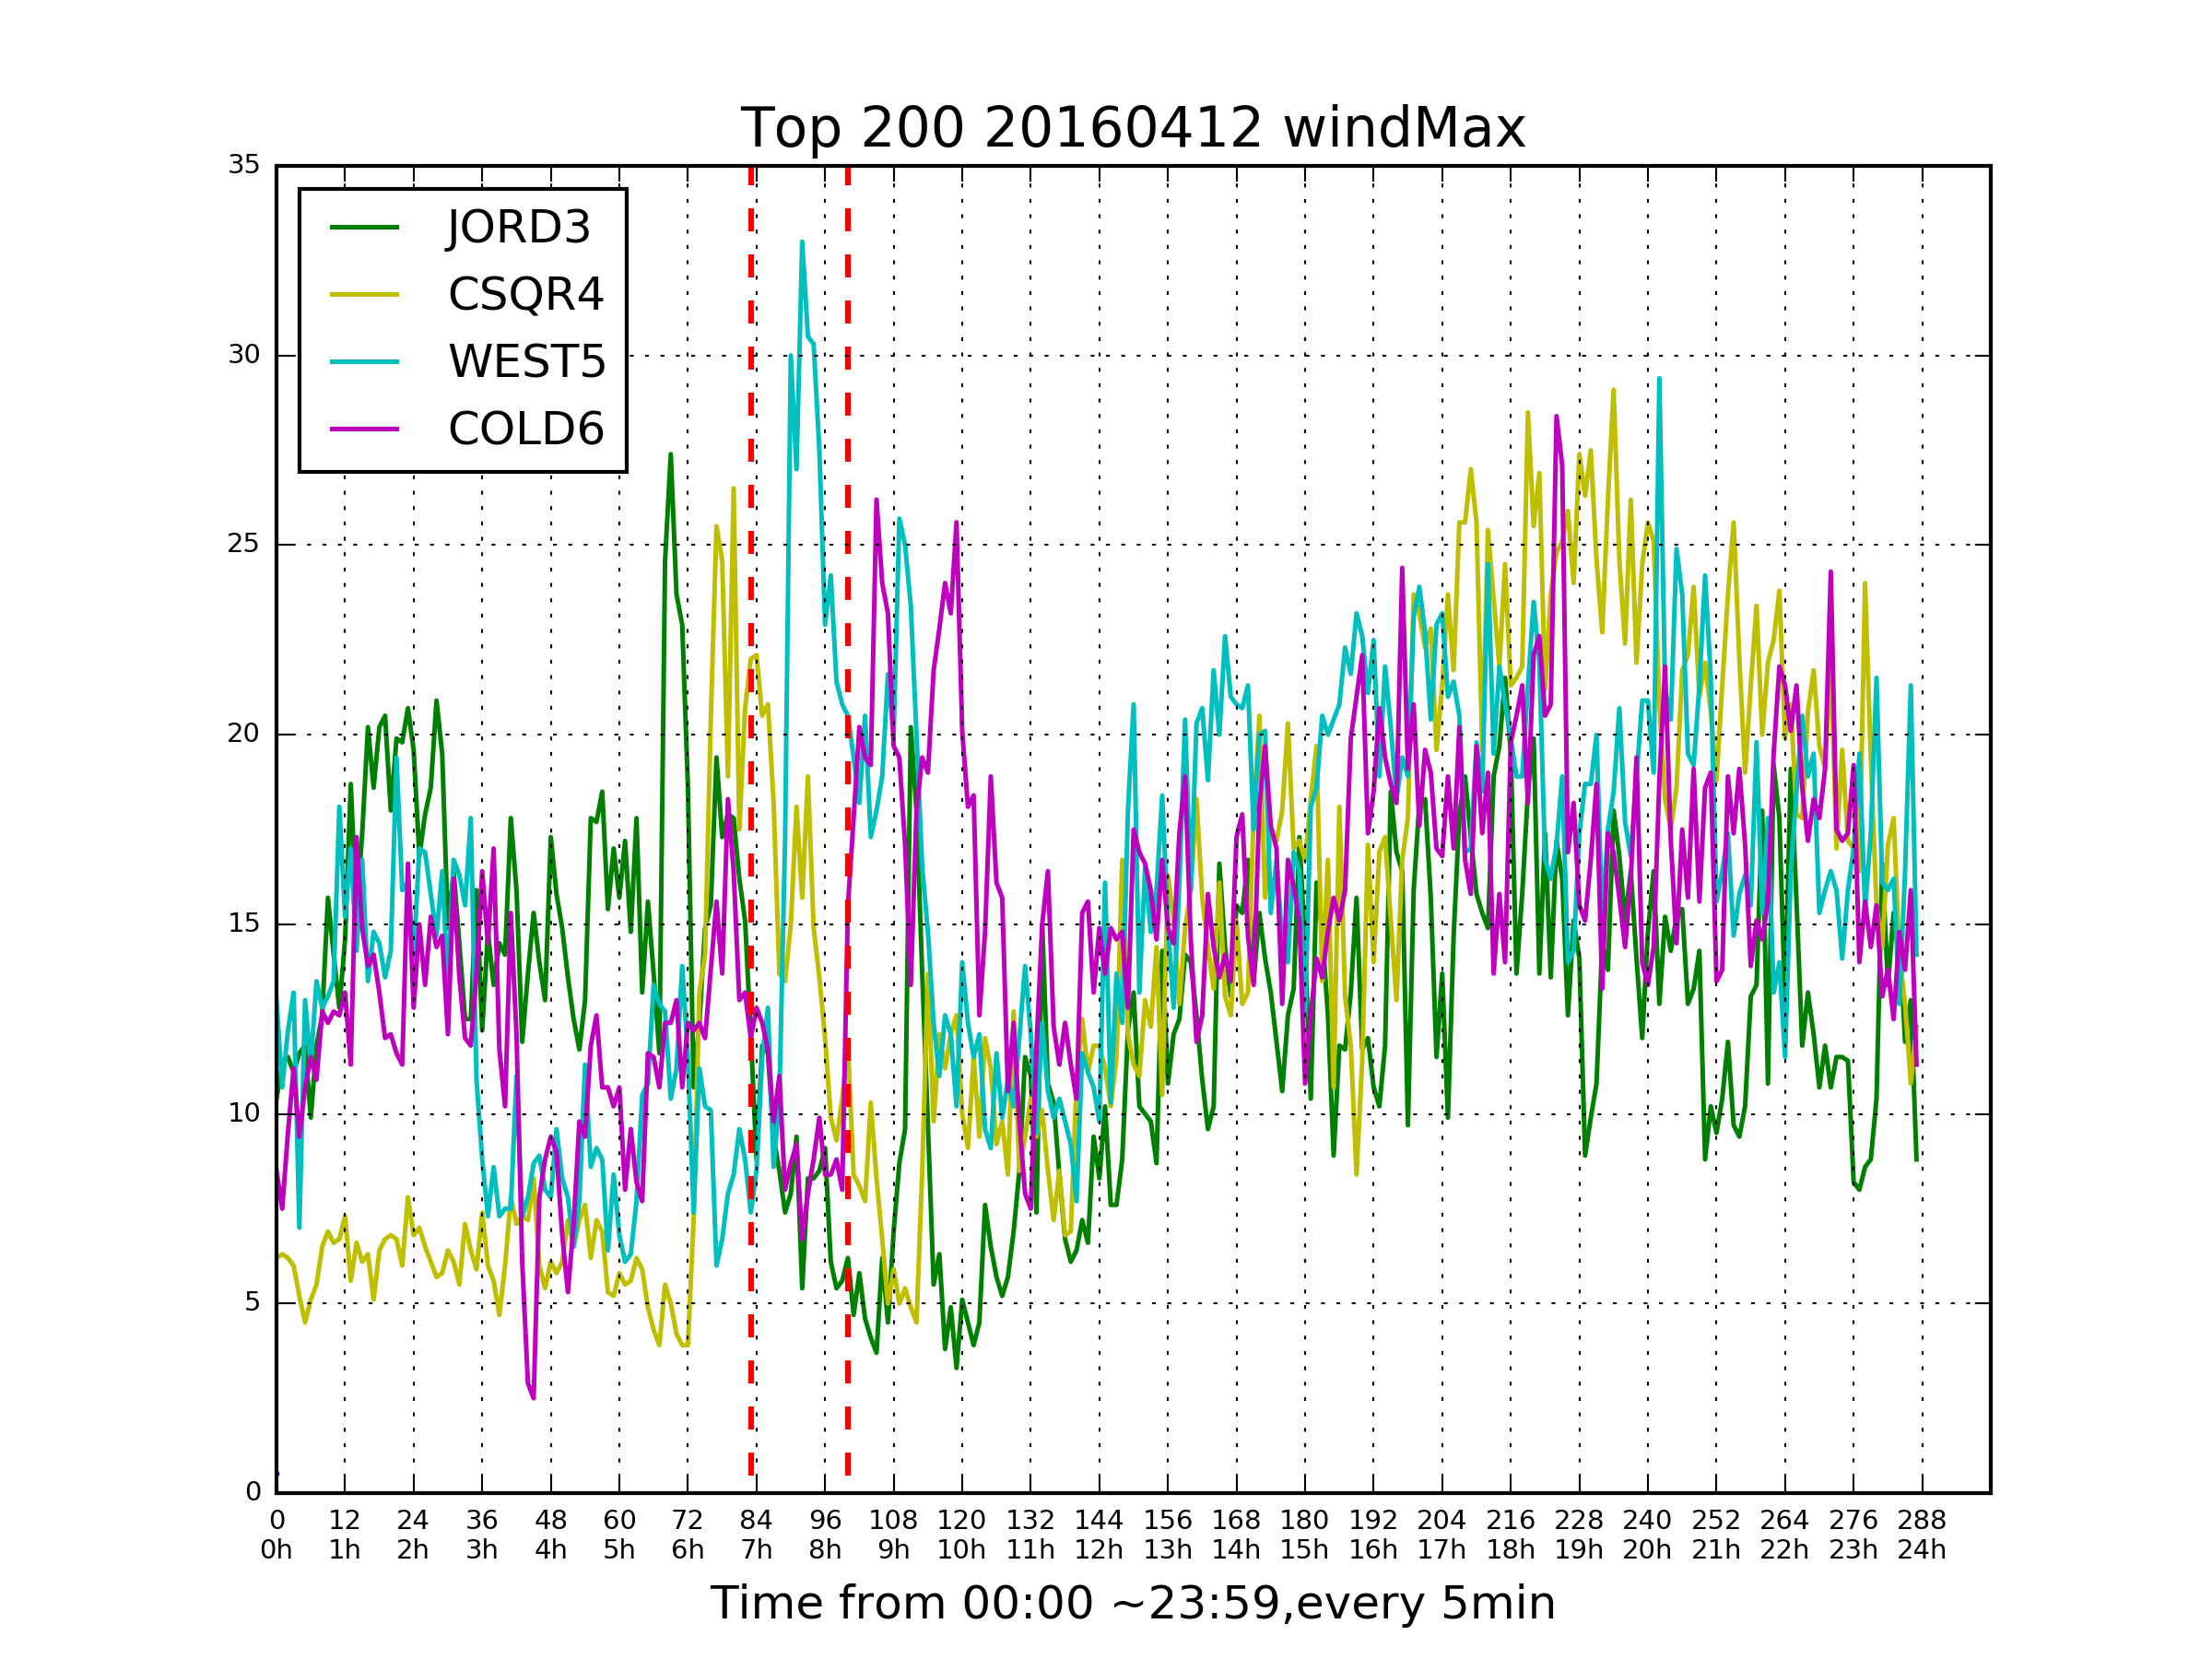 Top 200 20160412 windMax
35
30
25
20
15
10
5
0
JORD3
CSQR4
WEST5
COLD6
0 12 24 36 48 60 72 84 96 108 120 132 144 156 168 180 192 204 216 228 240 252 264 276 288
0h 1h 2h 3h 4h 5h 6h 7h 8h 9h 10h 11h 12h 13h 14h 15h 16h 17h 18h 19h 20h 21h 22h 23h 24h
Time from 00:00 ~23:59,every 5min